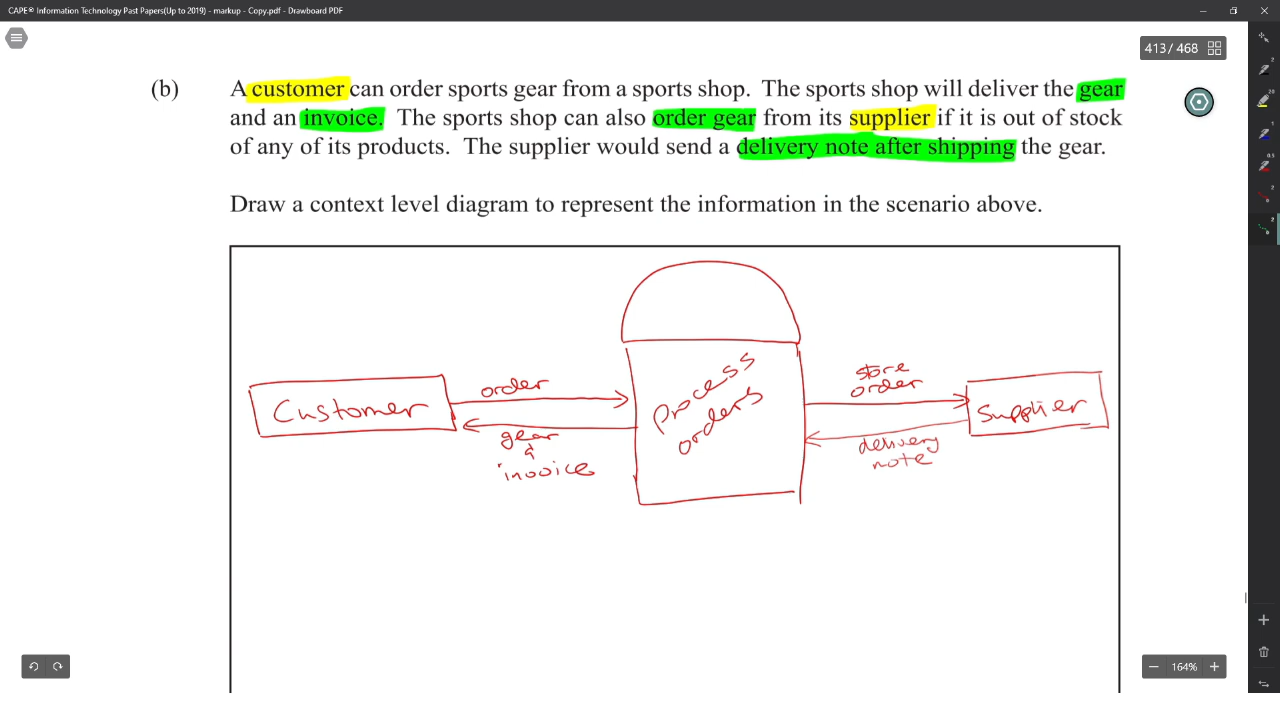 CAPE® Information Technology Past Papers(Up to 2019) - markup - Copy.pdf - Drawboard PDF
413 / 468
(b) A customer can order sports gear from a sports shop. The sports shop will deliver the gear
and an invoice. The sports shop can also order gear from its supplier if it is out of stock
of any of its products. The supplier would send a delivery note after shipping the gear.
Draw a context level diagram to represent the information in the scenario above.
Customer
order
gear
&
invoice
Process
orders
store
order
delivery
note
Supplier
164%